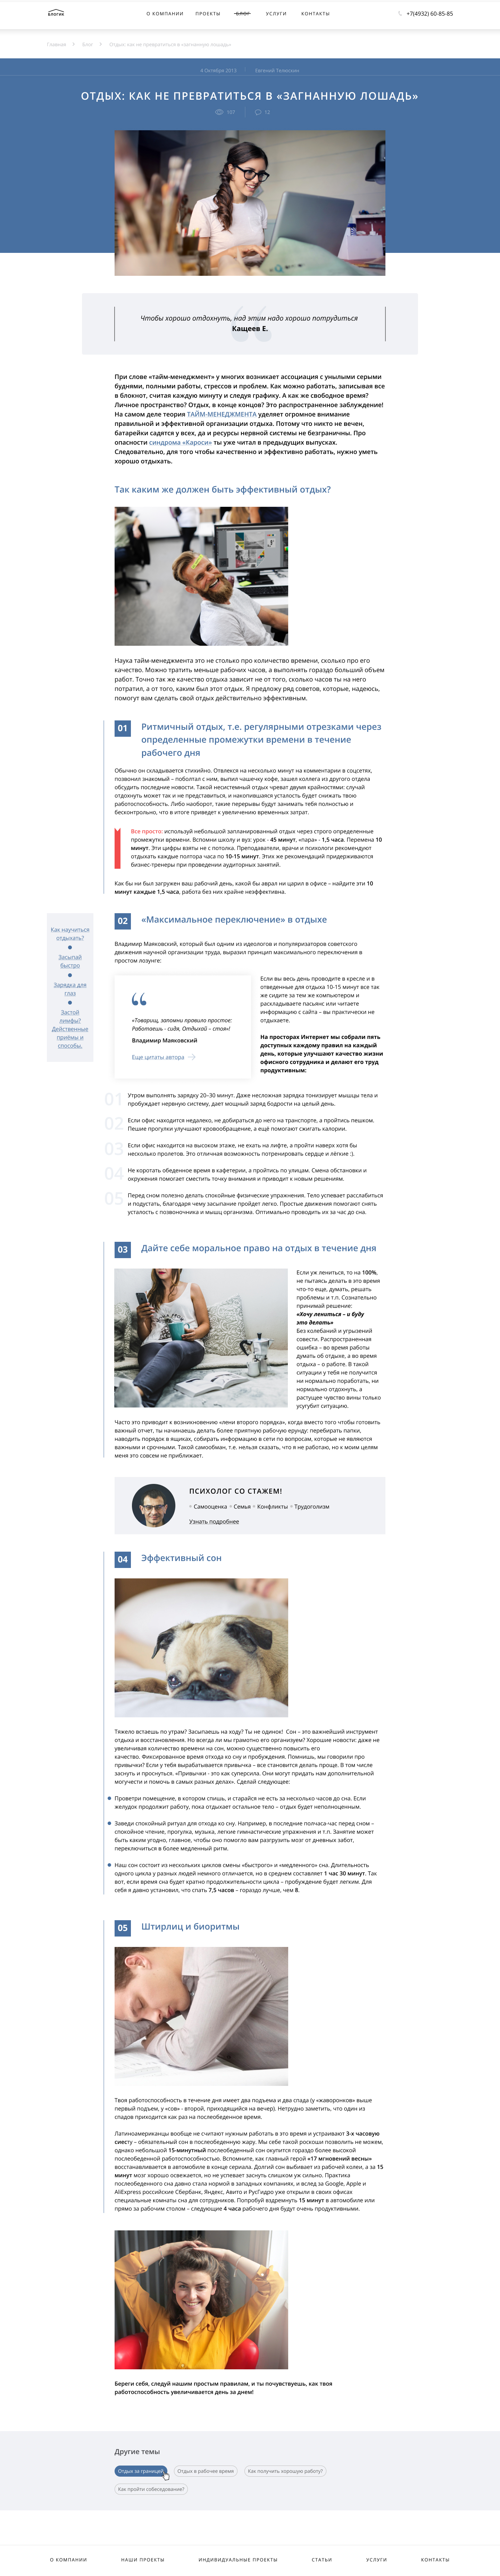 БЛОГИК
О КОМПАНИИ ПРОЕКТЫ БЛОГ УСЛУГИ КОНТАКТЫ
+7(4932) 60-85-85
Главная Блог Отдых: как не превратиться в «загнанную лошадь»
4 Октября 2013 Евгений
ОТДЫХ: КАК НЕ ПРЕВРАТИТЬСЯ В «ЗАГНАННУЮ ЛОШАДЬ»
107 12
Чтобы хорошо отдохнуть, над этим надо хорошо потрудиться
Кащеев Е.
При слове «тайм-менеджмент» у многих возникает ассоциация с унылыми серыми
буднями, полными работы, стрессов и проблем. Как можно работать, записывая все
в блокнот, считая каждую минуту и следуя графику. А как же свободное время?
Личное пространство? Отдых, в конце концов? Это распространенное заблуждение!
На самом деле теория ТАЙМ-МЕНЕДЖМЕНТА уделяет огромное внимание
правильной и эффективной организации отдыха. Потому что никто не вечен,
батарейки садятся у всех, да и ресурсы нервной системы не безграничны. Про
опасности синдрома «Кароси» ты уже читал в предыдущих выпусках.
Следовательно, для того чтобы качественно и эффективно работать, нужно уметь
хорошо отдыхать.
Так каким же должен быть эффективный отдых?
Наука тайм-менеджмента это не столько про количество времени, сколько про его
качество. Можно тратить меньше рабочих часов, а выполнять гораздо больший объем
работ. Точно так же качество отдыха зависит не от того, сколько часов ты на него
потратил, а от того, каким был этот отдых. Я предложу ряд советов, которые, надеюсь,
помогут вам сделать свой отдых действительно эффективным.
01 Ритмичный отдых, т.е. регулярными отрезками через
определенные промежутки времени в течение
рабочего дня
Обычно он складывается стихийно. Отвлекся на несколько минут на комментарии в соцсетях,
позвонил знакомый – поболтал с ним, выпил чашечку кофе, зашел коллега из другого отдела
обсудить последние новости. Такой несистемный отдых чреват двумя крайностями: случай
отдохнуть может так и не представиться, и накопившаяся усталость будет снижать твою
работоспособность. Либо наоборот, такие перерывы будут занимать тебя полностью и
бесконтрольно, что в итоге приведет к увеличению временных затрат.
Все просто: используй небольшой запланированный отдых через строго определенные
промежутки времени. Вспомни школу и вуз: урок - 45 минут, «пара» - 1,5 часа. Перемена 10
минут. Эти цифры взяты не с потолка. Преподаватели, врачи и психологи рекомендуют
отдыхать каждые полтора часа по 10-15 минут. Этих же рекомендаций придерживаются
бизнес-тренеры при проведении аудиторных занятий.
Как бы ни был загружен ваш рабочий день, какой бы аврал ни царил в офисе – найдите эти 10
минут каждые 1,5 часа, работа без них крайне неэффективна.
Как научиться
отдыхать?
Засыпай
быстро
Зарядка для
глаз
Застой
лимфы?
Действенные
приёмы и
способы.
02 «Максимальное переключение» в отдыхе
Владимир Маяковский, который был одним из идеологов и популяризаторов советского
движения научной организации труда, выразил принцип максимального переключения в
простом лозунге:
«Товарищ, запомни правило простое:
Работаешь - сидя, Отдыхай – стоя»!
Владимир Маяковский
Еще цитаты автора
Если вы весь день проводите в кресле и в
отведенные для отдыха 10-15 минут все так
же сидите за тем же компьютером и
раскладываете пасьянс или читаете
информацию с сайта – вы практически не
отдыхаете.
На просторах Интернет мы собрали пять
доступных каждому правил на каждый
день, которые улучшают качество жизни
офисного сотрудника и делают его труд
продуктивным:
01 Утром выполнять зарядку 20–30 минут. Даже несложная зарядка тонизирует мышцы тела и
пробуждает нервную систему, дает мощный заряд бодрости на целый день.
02 Если офис находится недалеко, не добираться до него на транспорте, а пройтись пешком.
Пешие прогулки улучшают кровообращение, а ещё помогают сжигать калории.
03 Если офис находится на высоком этаже, не ехать на лифте, а пройти наверх хотя бы
несколько пролетов. Это отличная возможность потренировать сердце и лёгкие :).
04 Не коротать обеденное время в кафетерии, а пройтись по улицам. Смена обстановки и
окружения помогает сместить точку внимания и приводит к новым решениям.
05 Перед сном полезно делать спокойные физические упражнения. Тело успевает расслабиться
и подустать, благодаря чему засыпание пройдет легко. Простые движения помогают снять
усталость с позвоночника и мышц организма. Оптимально проводить их за час до сна.
03 Дайте себе моральное право на отдых в течение дня
Если уж лениться, то на 100%,
не пытаясь делать в это время
что-то еще, думать, решать
проблемы и т.п. Сознательно
принимай решение:
«Хочу лениться – и буду
это делать»
Без колебаний и угрызений
совести. Распространенная
ошибка – во время работы
думать об отдыхе, а во время
отдыха – о работе. В такой
ситуации у тебя не получится
ни нормально поработать, ни
нормально отдохнуть, а
растущее чувство вины только
усугубит ситуацию.
Часто это приводит к возникновению «лени второго порядка», когда вместо того чтобы готовить
важный отчет, ты начинаешь делать более приятную рабочую ерунду: перебирать папки,
наводить порядок в ящиках, собирать информацию в сети по вопросам, которые не являются
важными и срочными. Такой самообман, т.е. нельзя сказать, что я не работаю, но к моим целям
меня это совсем не приближает.
ПСИХОЛОГ СО СТАЖЕМ!
Самооценка Семья Конфликты Трудоголизм
Узнать подробнее
04 Эффективный сон
Тяжело встаешь по утрам? Засыпаешь на ходу? Ты не одинок! Сон – это важнейший инструмент
отдыха и восстановления. Но всегда ли мы грамотно его организуем? Хорошие новости: даже не
увеличивая количество времени на сон, можно существенно повысить его
качество. Фиксированное время отхода ко сну и пробуждения. Помнишь, мы говорили про
привычки? Если у тебя вырабатывается привычка – все становится делать проще. В том числе
заснуть и проснуться. «Привычки - это как суперсила. Они могут придать нам дополнительной
могучести и помочь в самых разных делах». Сделай следующее:
Проветри помещение, в котором спишь, и старайся не есть за несколько часов до сна. Если
желудок продолжит работу, пока отдыхает остальное тело – отдых будет неполноценным.
Заведи спокойный ритуал для отхода ко сну. Например, в последние полчаса-час перед сном –
спокойное чтение, прогулка, музыка, легкие гимнастические упражнения и т.п. Занятие может
быть каким угодно, главное, чтобы оно помогло вам разгрузить мозг от дневных забот,
переключиться в более медленный ритм.
Наш сон состоит из нескольких циклов смены «быстрого» и «медленного» сна. Длительность
одного цикла у разных людей немного отличается, но в среднем составляет 1 час 30 минут. Так
вот, если время сна будет кратно продолжительности цикла – пробуждение будет легким. Для
себя я давно установил, что спать 7,5 часов – гораздо лучше, чем 8.
05 Штирлиц и биоритмы
Твоя работоспособность в течение дня имеет два подъема и два спада (у «жаворонков» выше
первый подъем, у «сов» - второй, приходящийся на вечер). Нетрудно заметить, что один из
спадов приходится как раз на послеобеденное время.
Латиноамериканцы вообще не считают нужным работать в это время и устраивают 3-х часовую
сиесту – обязательный сон в послеобеденную жару. Мы себе такой роскоши позволить не можем,
однако небольшой 15-минутный послеобеденный сон окупится гораздо более высокой
послеобеденной работоспособностью. Вспомните, как главный герой «17 мгновений весны»
восстанавливается в автомобиле в конце сериала. Долгий сон выбивает из рабочей колеи, а за 15
минут мозг хорошо освежается, но не успевает заснуть слишком уж сильно. Практика
послеобеденного сна давно стала нормой в западных компаниях, и вслед за Google, Apple и
AliExpress российские Сбербанк, Яндекс, Авито и РусГидро уже открыли в своих офисах
специальные комнаты сна для сотрудников. Попробуй вздремнуть 15 минут в автомобиле или
прямо за рабочим столом – следующие 4 часа рабочего дня будут очень продуктивными.
Береги себя, следуй нашим простым правилам, и ты почувствуешь, как твоя
работоспособность увеличивается день за днем!
Другие темы
Отдых за границей Отдых в рабочее время Как получить хорошую работу?
Как пройти собеседование?
О КОМПАНИИ НАШИ ПРОЕКТЫ ИНДИВИДУАЛЬНЫЕ ПРОЕКТЫ СТАТЬИ УСЛУГИ КОНТАКТЫ